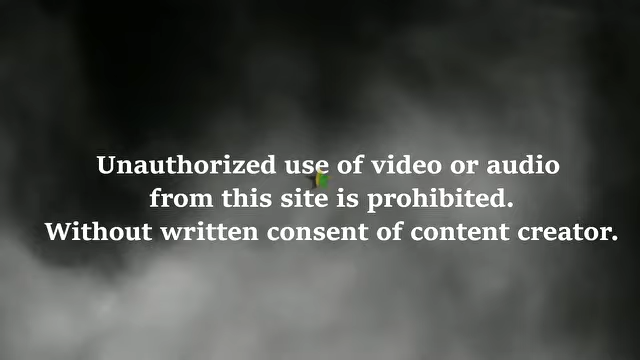 Unauthorized use of video or audio
from this site is prohibited.
Without written consent of content creator.